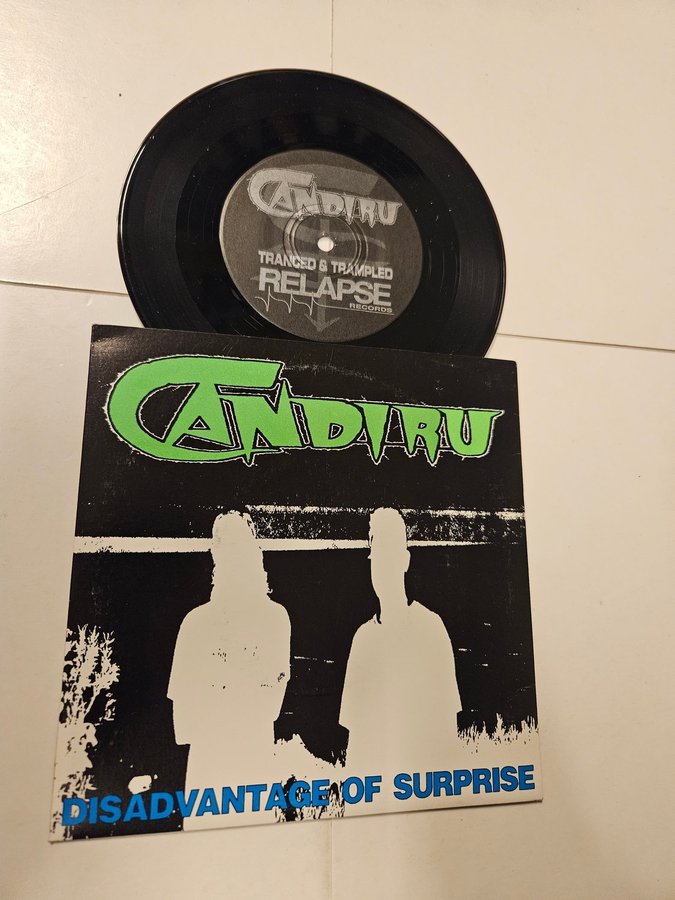 CANDIRU
TRANCED & TRAMPLED
RELAPSE
RECORDS
CANDIRU
DISADVANTAGE OF SURPRISE